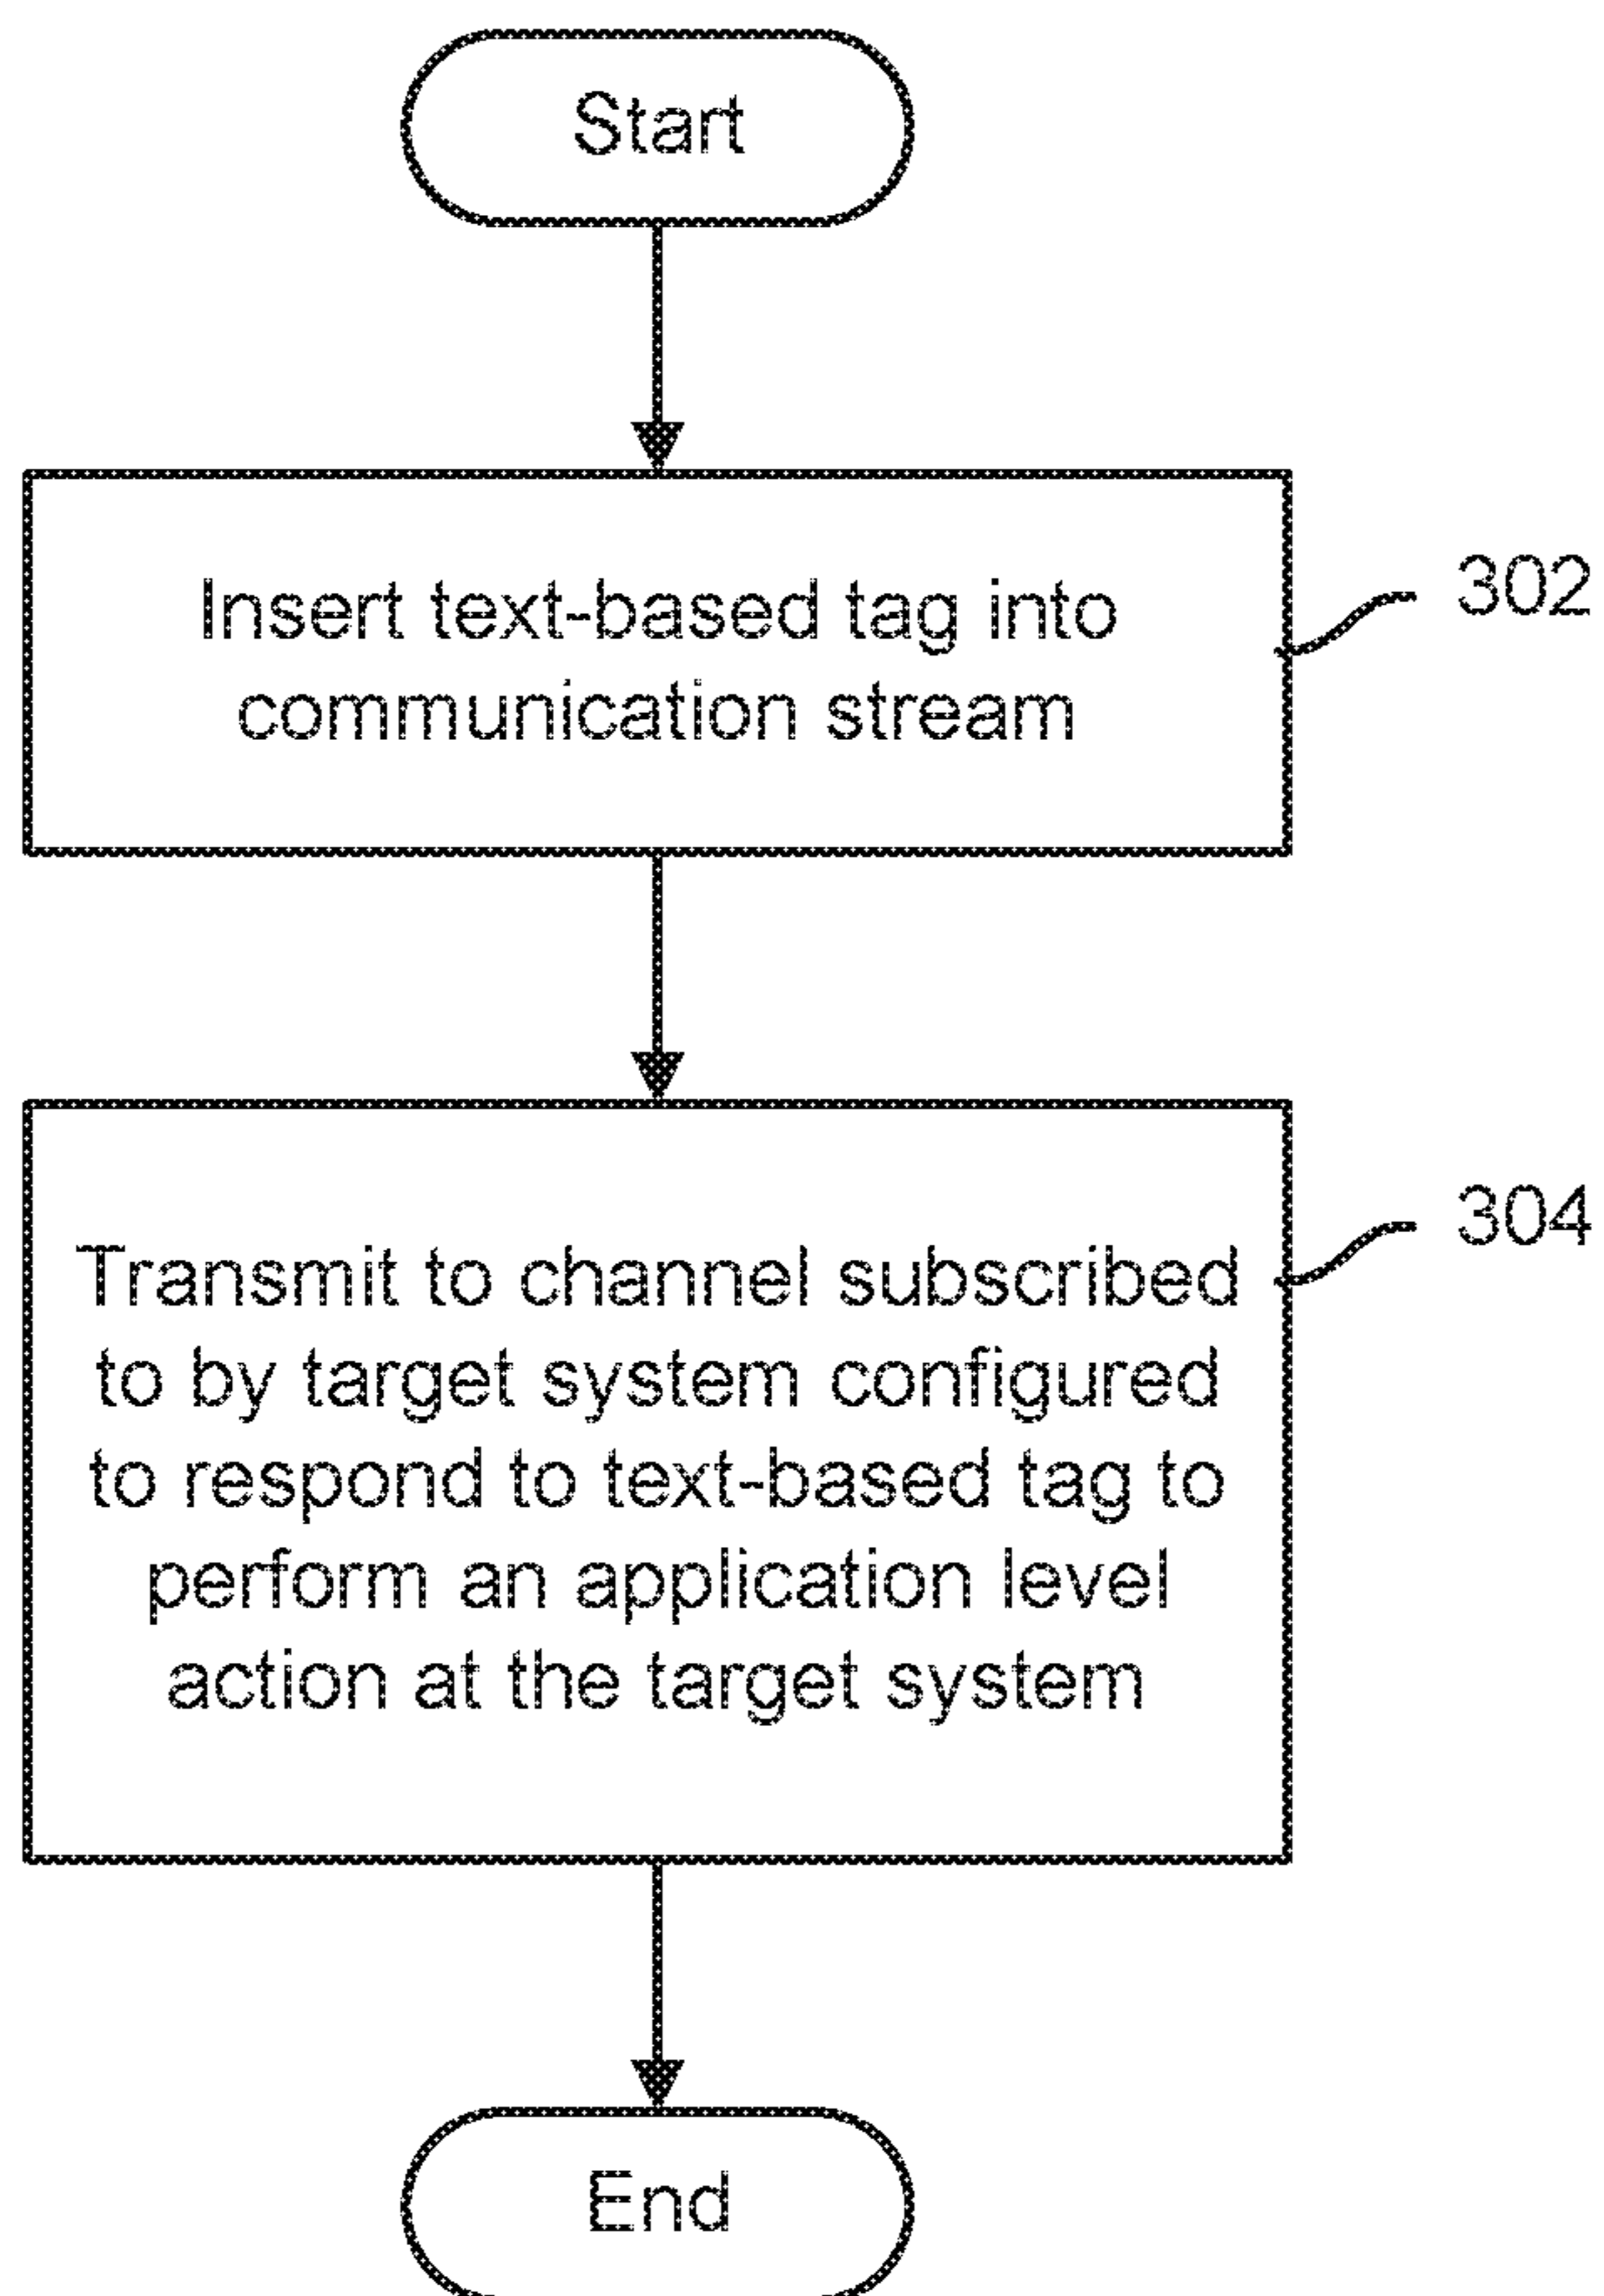 Start
Insert text-based tag into
communication stream
302
Transmit to channel subscribed
to by target system configured
to respond to text-based tag to
perform an application level
action at the target system
304
End